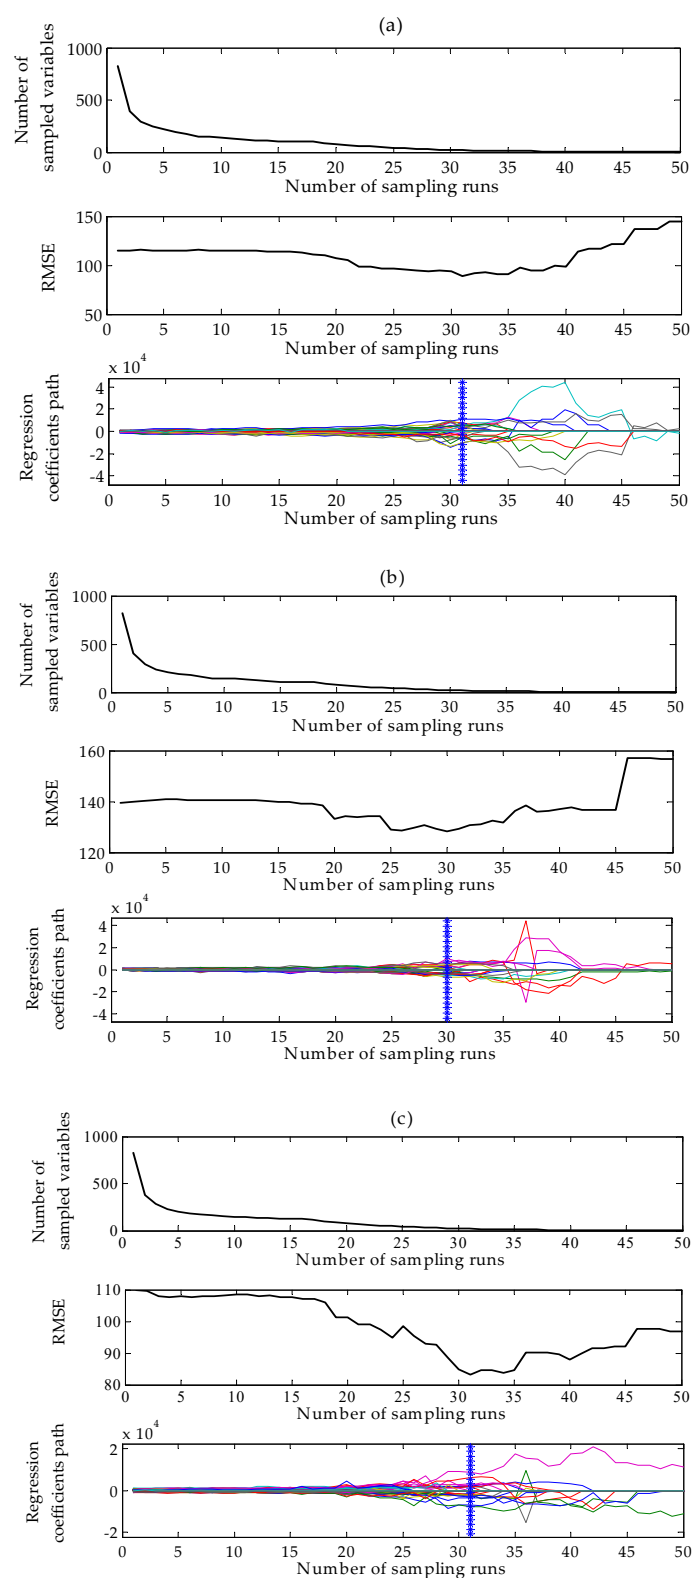 (a)
Number of
sampled variables
1000
500
0
0 5 10 15 20 25 30 35 40 45 50
Number of sampling runs
RMSE
150
100
50
0 5 10 15 20 25 30 35 40 45 50
Number of sampling runs
x 10^4
Regression
coefficients path
4
2
0
-2
-4
0 5 10 15 20 25 30 35 40 45 50
Number of sampling runs
(b)
Number of
sampled variables
1000
500
0
0 5 10 15 20 25 30 35 40 45 50
Number of sampling runs
RMSE
160
140
120
0 5 10 15 20 25 30 35 40 45 50
Number of sampling runs
x 10^4
Regression
coefficients path
4
2
0
-2
-4
0 5 10 15 20 25 30 35 40 45 50
Number of sampling runs
(c)
Number of
sampled variables
1000
500
0
0 5 10 15 20 25 30 35 40 45 50
Number of sampling runs
RMSE
110
100
90
80
0 5 10 15 20 25 30 35 40 45 50
Number of sampling runs
x 10^4
Regression
coefficients path
2
0
-2
0 5 10 15 20 25 30 35 40 45 50
Number of sampling runs